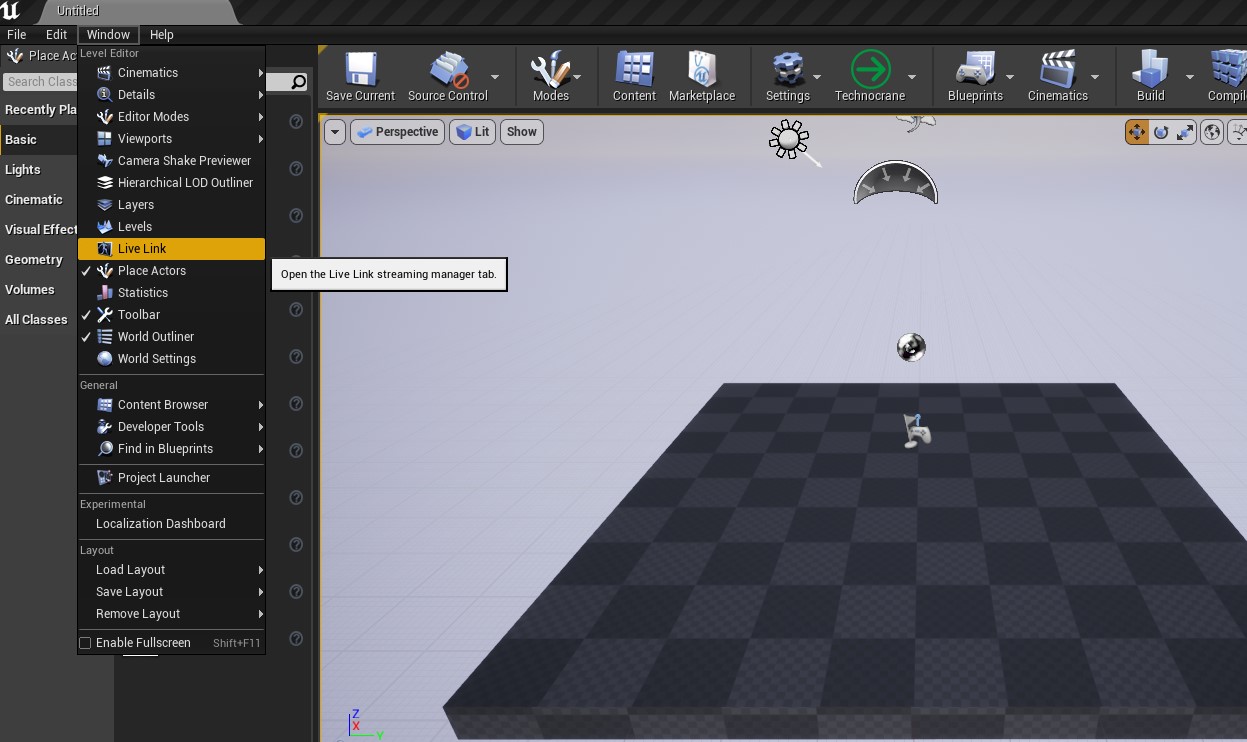 Untitled
File Edit Window Help
Place Ac
Search Class
Recently Pla
Basic
Lights
Cinematic
Visual Effect
Geometry
Volumes
All Classes
Level Editor
Cinematics
Details
Editor Modes
Viewports
Camera Shake Previewer
Hierarchical LOD Outliner
Layers
Levels
Live Link
Place Actors
Statistics
Toolbar
World Outliner
World Settings
General
Content Browser
Developer Tools
Find in Blueprints
Project Launcher
Experimental
Localization Dashboard
Layout
Load Layout
Save Layout
Remove Layout
Enable Fullscreen Shift+F11
Open the Live Link streaming manager tab.
Save Current Source Control Modes Content Marketplace Settings Technocrane Blueprints Cinematics Build Compil
Perspective Lit Show
Z
X
Y